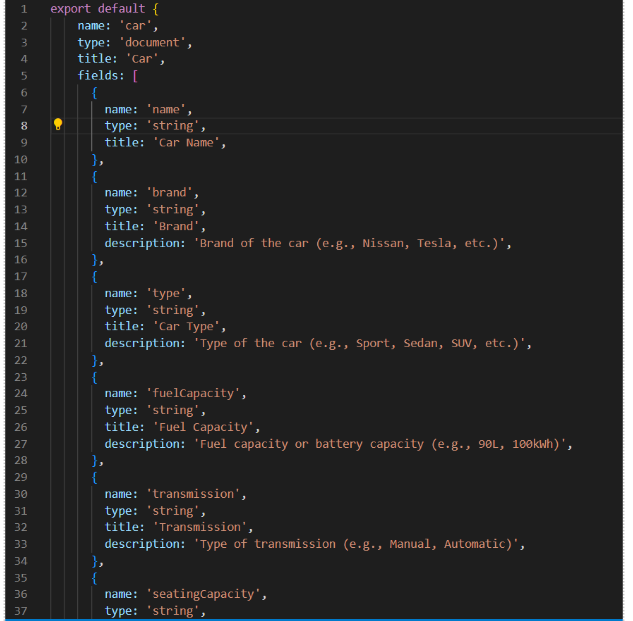 1 export default {
2 name: 'car',
3 type: 'document',
4 title: 'Car',
5 fields: [
6 {
7 name: 'name',
8 type: 'string',
9 title: 'Car Name',
10 },
11 {
12 name: 'brand',
13 type: 'string',
14 title: 'Brand',
15 description: 'Brand of the car (e.g., Nissan, Tesla, etc.)',
16 },
17 {
18 name: 'type',
19 type: 'string',
20 title: 'Car Type',
21 description: 'Type of the car (e.g., Sport, Sedan, SUV, etc.)',
22 },
23 {
24 name: 'fuelCapacity',
25 type: 'string',
26 title: 'Fuel Capacity',
27 description: 'Fuel capacity or battery capacity (e.g., 90L, 100kWh)',
28 },
29 {
30 name: 'transmission',
31 type: 'string',
32 title: 'Transmission',
33 description: 'Type of transmission (e.g., Manual, Automatic)',
34 },
35 {
36 name: 'seatingCapacity',
37 type: 'string',